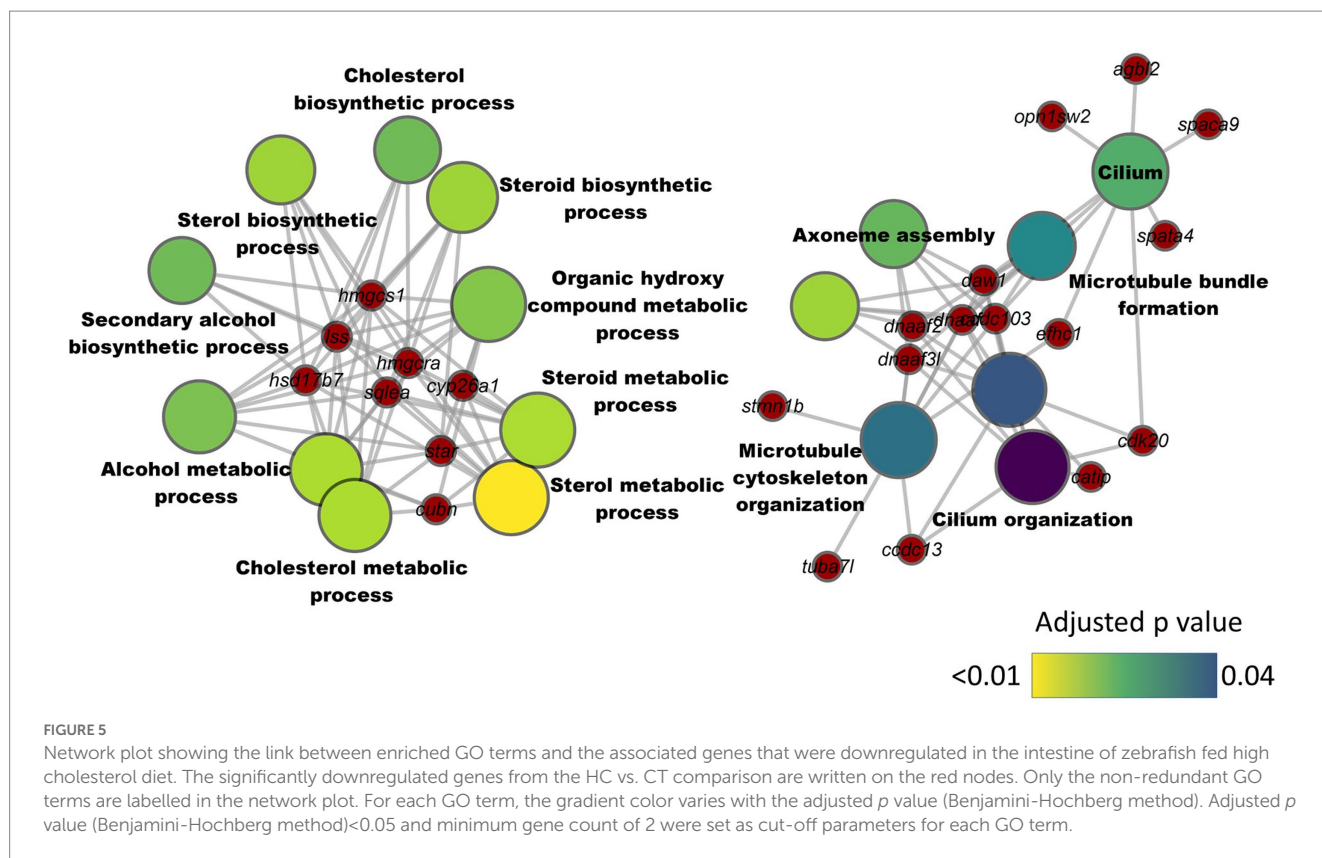 Cholesterol
biosynthetic process
Steroid biosynthetic
process
Sterol biosynthetic
process
Organic hydroxy
compound metabolic
process
Secondary alcohol
biosynthetic process
hmgcs1
lss
hmgcra
hsd17b7
sqlea
cyp26a1
Steroid metabolic
process
star
Alcohol metabolic
process
Sterol metabolic
process
cubn
Cholesterol metabolic
process
agbl2
opn1sw2
spaca9
Cilium
spata4
Axoneme assembly
Microtubule bundle
formation
daw1
dnaaf2
ccdc103
efhc1
dnaaf3l
stmn1b
Microtubule
cytoskeleton
organization
cdk20
catip
Cilium organization
ccdc13
tuba7l
Adjusted p value
<0.01
0.04
FIGURE 5
Network plot showing the link between enriched GO terms and the associated genes that were downregulated in the intestine of zebrafish fed high
cholesterol diet. The significantly downregulated genes from the HC vs. CT comparison are written on the red nodes. Only the non-redundant GO
terms are labelled in the network plot. For each GO term, the gradient color varies with the adjusted p value (Benjamini-Hochberg method). Adjusted p
value (Benjamini-Hochberg method)<0.05 and minimum gene count of 2 were set as cut-off parameters for each GO term.